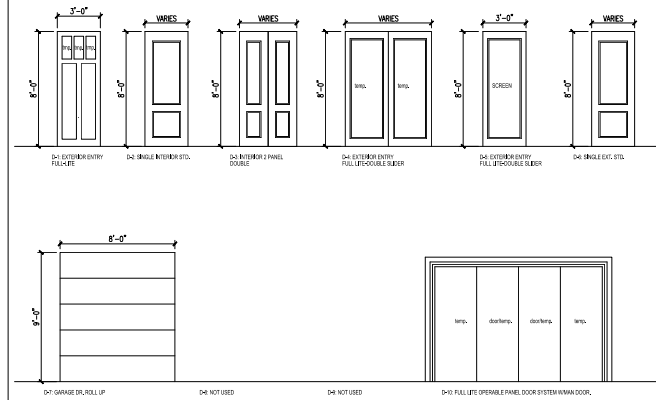 3'-0"
VARIES
VARIES
VARIES
3'-0"
VARIES
8'-0"
8'-0"
8'-0"
8'-0"
8'-0"
8'-0"
tmp. tmp. tmp.
temp. temp.
SCREEN
D-1: EXTERIOR ENTRY
FULL-LITE
D-2: SINGLE INTERIOR STD.
D-3: INTERIOR 2 PANEL
DOUBLE
D-4: EXTERIOR ENTRY
FULL LITE-DOUBLE SLIDER
D-5: EXTERIOR ENTRY
FULL LITE-DOUBLE SLIDER
D-6: SINGLE EXT. STD.
8'-0"
9'-0"
temp. door/temp. door/temp. temp.
D-7: GARAGE DR. ROLL UP
D-8: NOT USED
D-9: NOT USED
D-10: FULL LITE OPERABLE PANEL DOOR SYSTEM W/MAN DOOR.